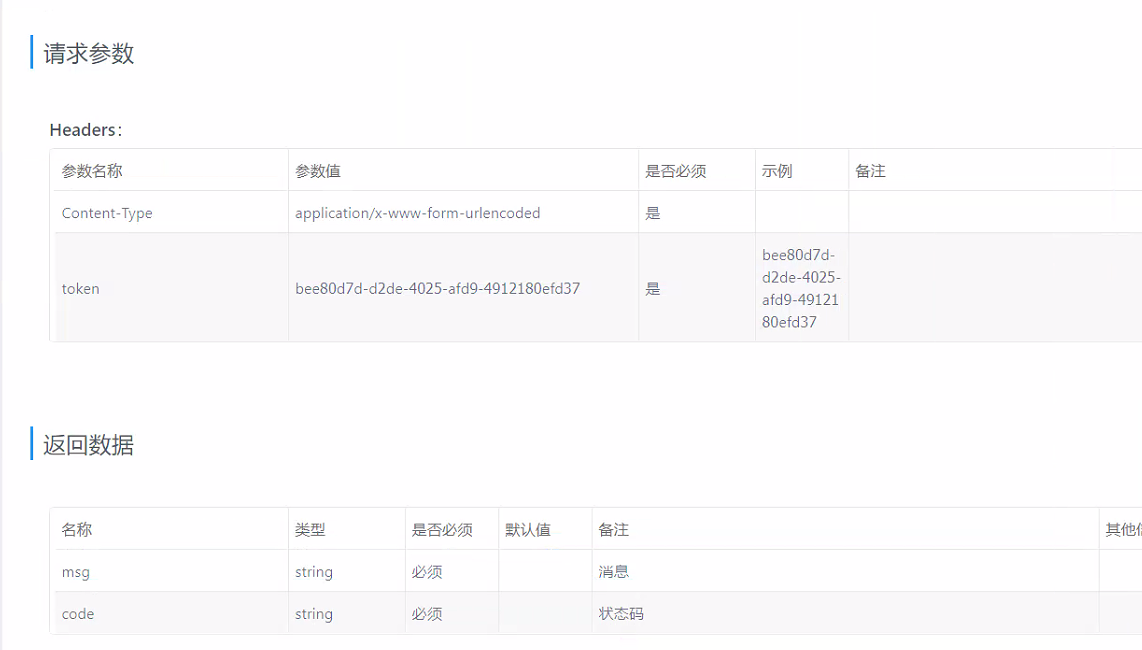 请求参数
Headers：
参数名称 参数值 是否必须 示例 备注
Content-Type application/x-www-form-urlencoded 是
token bee80d7d-d2de-4025-afd9-4912180efd37 是 bee80d7d-
d2de-4025-
afd9-49121
80efd37
返回数据
名称 类型 是否必须 默认值 备注 其他
msg string 必须 消息
code string 必须 状态码